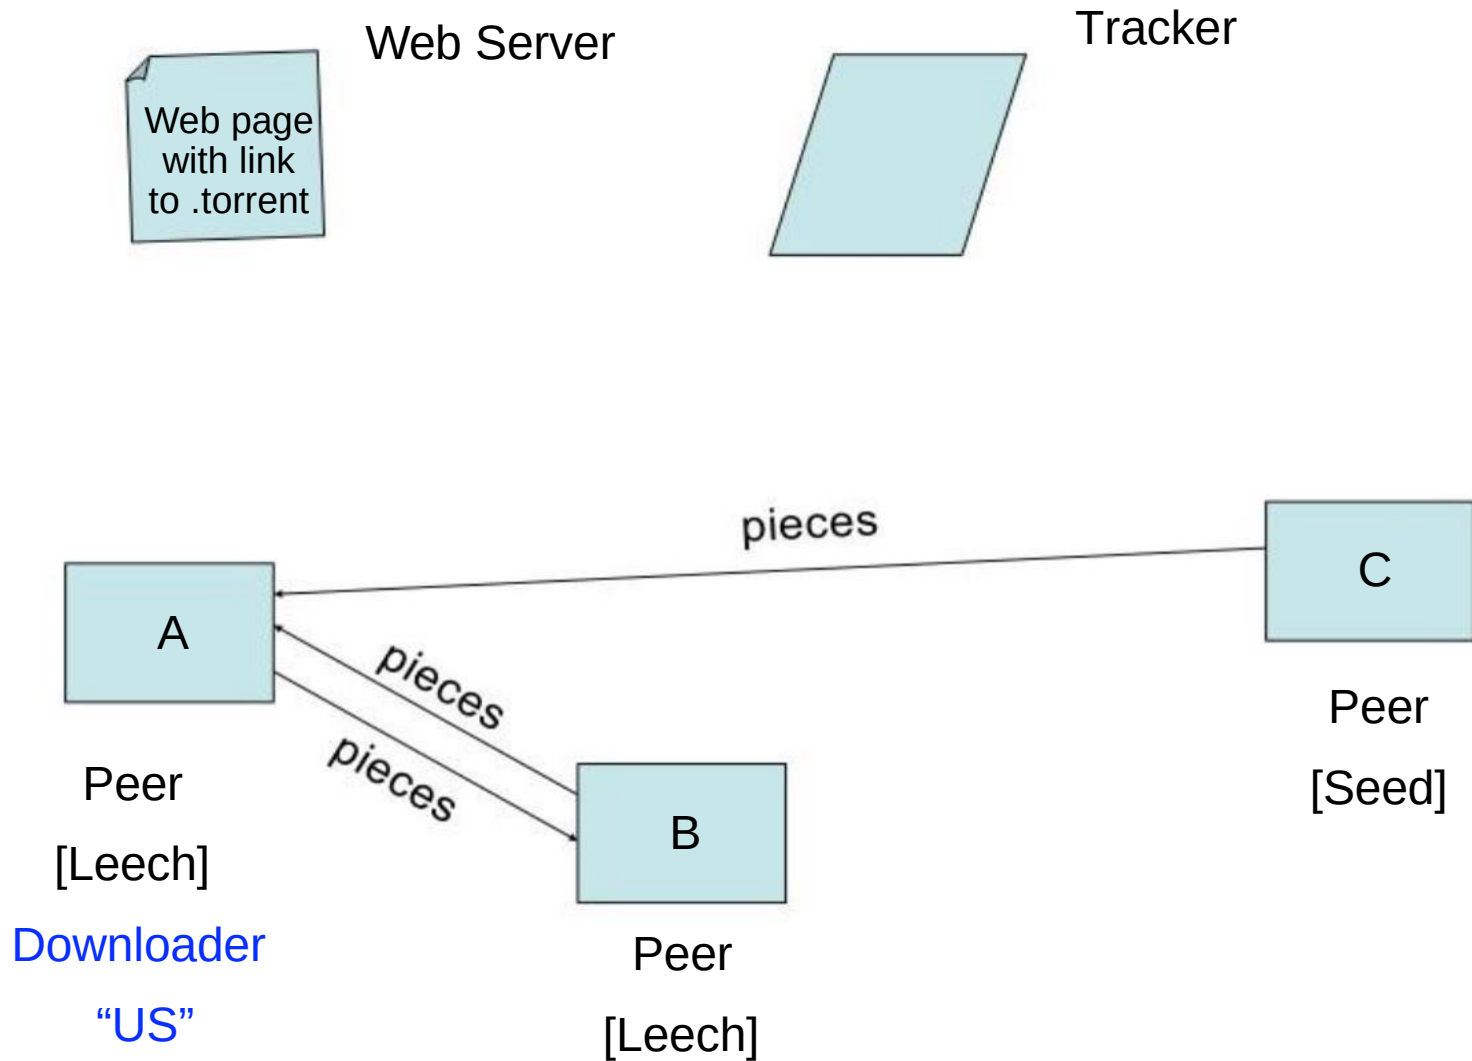 Web Server
Tracker
Web page
with link
to .torrent
pieces
C
A
pieces
pieces
Peer
[Seed]
Peer
[Leech]
Downloader
“US”
B
Peer
[Leech]